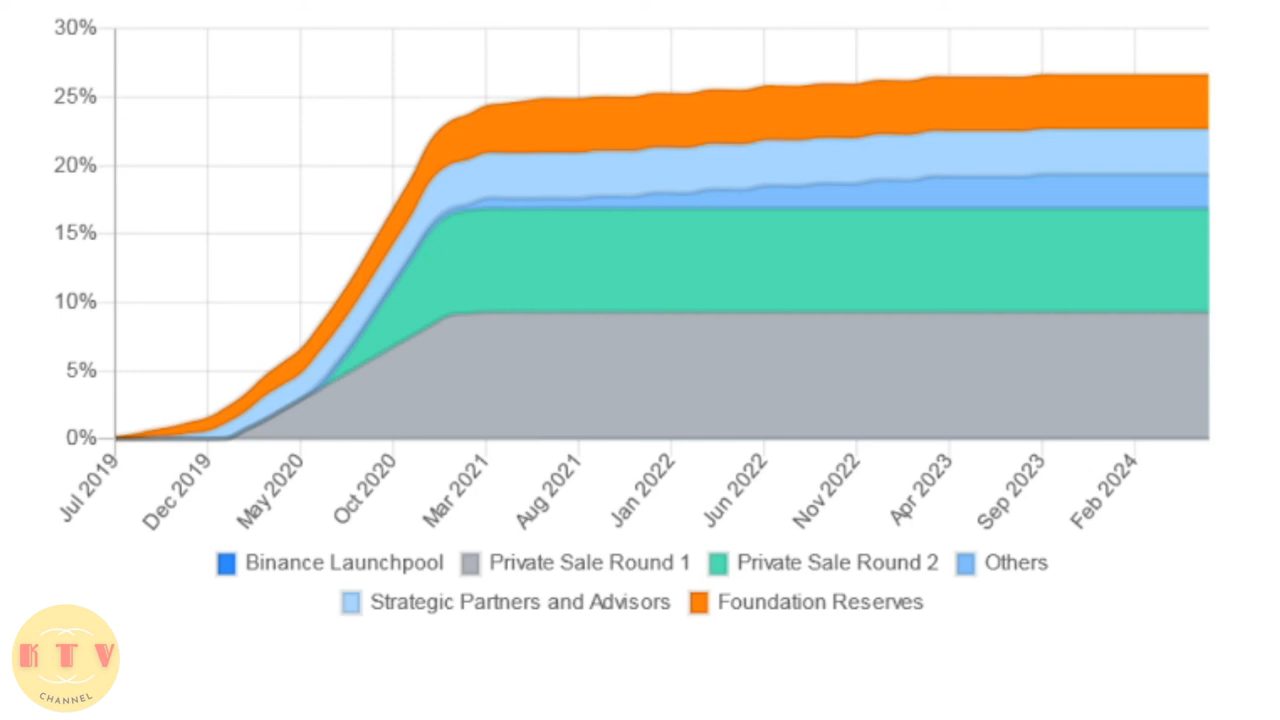 30%
25%
20%
15%
10%
5%
0%
Jul 2019 Dec 2019 May 2020 Oct 2020 Mar 2021 Aug 2021 Jan 2022 Jun 2022 Nov 2022 Apr 2023 Sep 2023 Feb 2024
Binance Launchpool Private Sale Round 1 Private Sale Round 2 Others
Strategic Partners and Advisors Foundation Reserves
KTV
CHANNEL